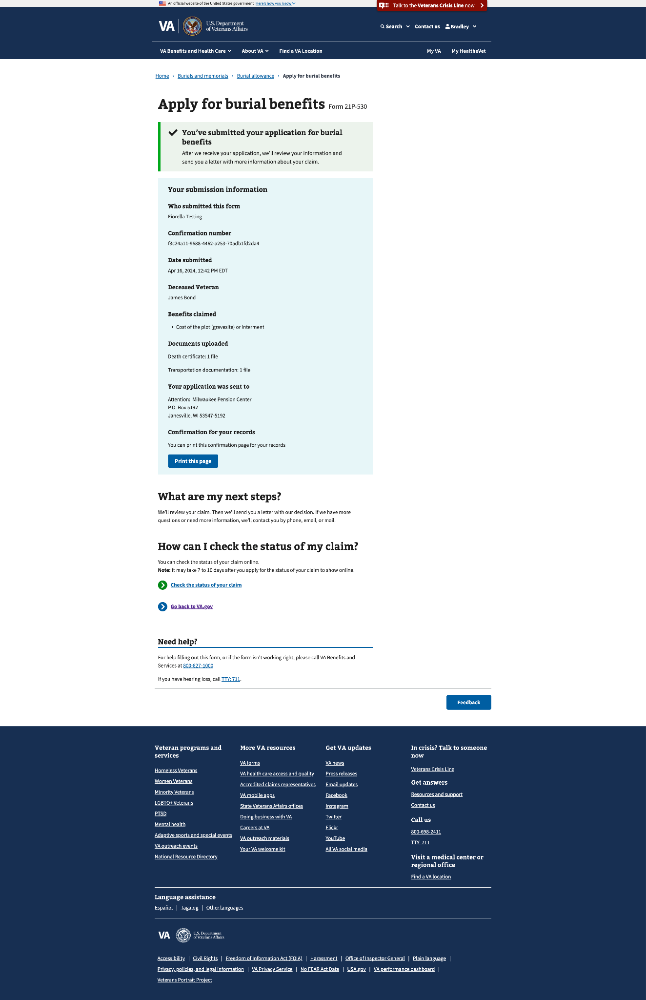 An official website of the United States government Here's how you know
Talk to the Veterans Crisis Line now
VA
U.S. Department
of Veterans Affairs
Search
Contact us
Bradley
VA Benefits and Health Care
About VA
Find a VA Location
My VA
My HealtheVet
Home › Burials and memorials › Burial allowance › Apply for burial benefits
Apply for burial benefits Form 21P-530
You've submitted your application for burial
benefits
After we receive your application, we'll review your information and
send you a letter with more information about your claim.
Your submission information
Who submitted this form
Fiorella Testing
Confirmation number
f3c24a11-9688-4462-a253-70adb1fd2da4
Date submitted
Apr 16, 2024, 12:42 PM EDT
Deceased Veteran
James Bond
Benefits claimed
▪ Cost of the plot (gravesite) or interment
Documents uploaded
Death certificate: 1 file
Transportation documentation: 1 file
Your application was sent to
Attention: Milwaukee Pension Center
P.O. Box 5192
Janesville, WI 53547-5192
Confirmation for your records
You can print this confirmation page for your records
Print this page
What are my next steps?
We'll review your claim. Then we'll send you a letter with our decision. If we have more
questions or need more information, we'll contact you by phone, email, or mail.
How can I check the status of my claim?
You can check the status of your claim online.
Note: It may take 7 to 10 days after you apply for the status of your claim to show online.
Check the status of your claim
Go back to VA.gov
Need help?
For help filling out this form, or if the form isn't working right, please call VA Benefits and
Services at 800-827-1000
If you have hearing loss, call TTY: 711.
Feedback
Veteran programs and
services
Homeless Veterans
Women Veterans
Minority Veterans
LGBTQ+ Veterans
PTSD
Mental health
Adaptive sports and special events
VA outreach events
National Resource Directory
More VA resources
VA forms
VA health care access and quality
Accredited claims representatives
VA mobile apps
State Veterans Affairs offices
Doing business with VA
Careers at VA
VA outreach materials
Your VA welcome kit
Get VA updates
VA news
Press releases
Email updates
Facebook
Instagram
Twitter
Flickr
YouTube
All VA social media
In crisis? Talk to someone
now
Veterans Crisis Line
Get answers
Resources and support
Contact us
Call us
800-698-2411
TTY: 711
Visit a medical center or
regional office
Find a VA location
Language assistance
Español | Tagalog | Other languages
VA
U.S. Department
of Veterans Affairs
Accessibility | Civil Rights | Freedom of Information Act (FOIA) | Harassment | Office of Inspector General | Plain language |
Privacy, policies, and legal information | VA Privacy Service | No FEAR Act Data | USA.gov | VA performance dashboard |
Veterans Portrait Project